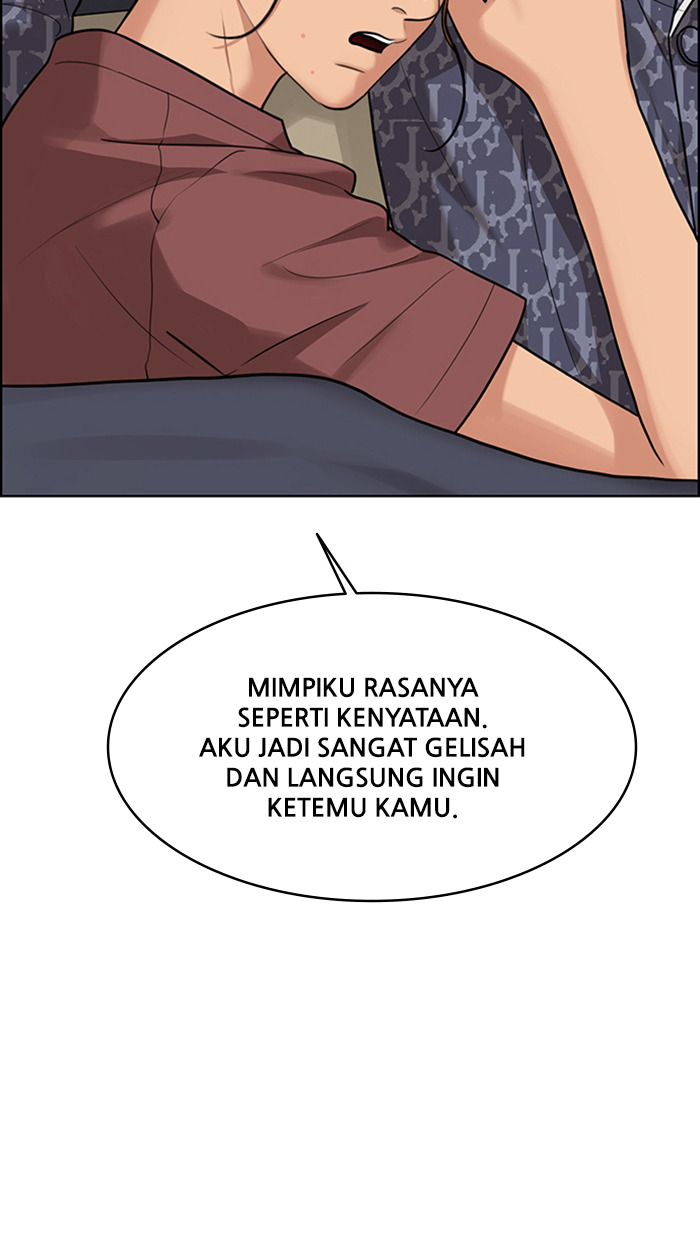 MIMPIKU RASANYA
SEPERTI KENYATAAN.
AKU JADI SANGAT GELISAH
DAN LANGSUNG INGIN
KETEMU KAMU.